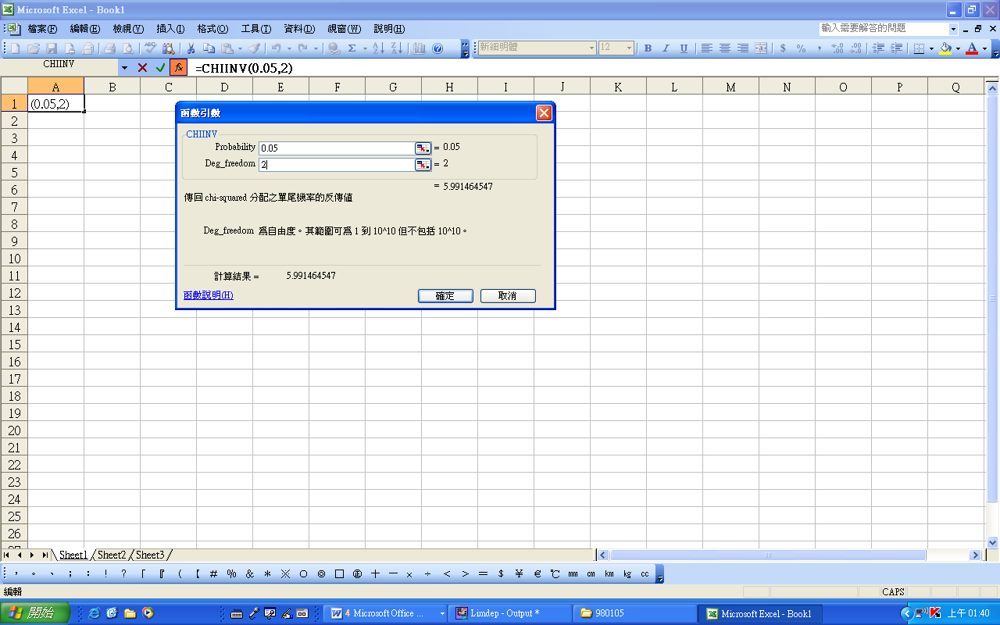 Microsoft Excel - Book1
檔案(F) 編輯(E) 檢視(V) 插入(I) 格式(O) 工具(T) 資料(D) 視窗(W) 說明(H) 輸入需要解答的問題
新細明體 12 B I U $ %
CHIINV fx =CHIINV(0.05,2)
A B C D E F G H I J K L M N O P Q
1 (0.05,2)
2
3
4
5
6
7
8
9
10
11
12
13
14
15
16
17
18
19
20
21
22
23
24
25
26
27
函數引數
CHIINV
Probability 0.05 = 0.05
Deg_freedom 2 = 2
= 5.991464547
傳回 chi-squared 分配之單尾機率的反傳值
Deg_freedom 為自由度。其範圍可為 1 到 10^10 但不包括 10^10。
計算結果 = 5.991464547
函數說明(H) 確定 取消
Sheet1 Sheet2 Sheet3
， 。 、 ； ： ！ ？ 「 『 （ 【 # % & * ※ ○ ◎ □ ㊣ ＋ － × ÷ ＜ ＞ ＝ $ ¥ € ℃ mm cm km kg cc
編輯 CAPS
開始 4 Microsoft Office ... Limdep - Output * 980105 Microsoft Excel - Book1 上午 01:40